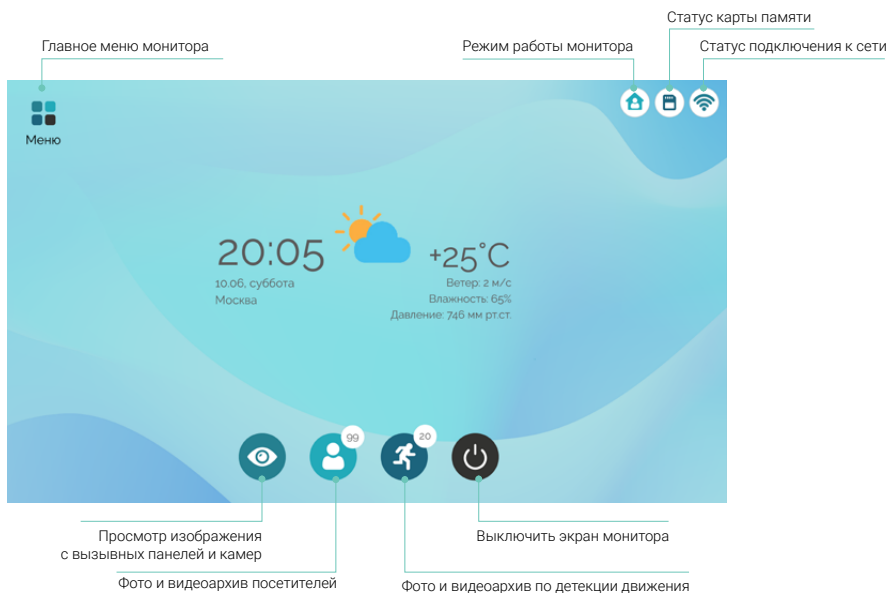 Статус карты памяти
Главное меню монитора
Режим работы монитора
Статус подключения к сети
Меню
20:05
+25°C
10.06, суббота
Москва
Ветер: 2 м/с
Влажность: 65%
Давление: 746 мм рт.ст.
99
20
Просмотр изображения
с вызывных панелей и камер
Выключить экран монитора
Фото и видеоархив посетителей
Фото и видеоархив по детекции движения